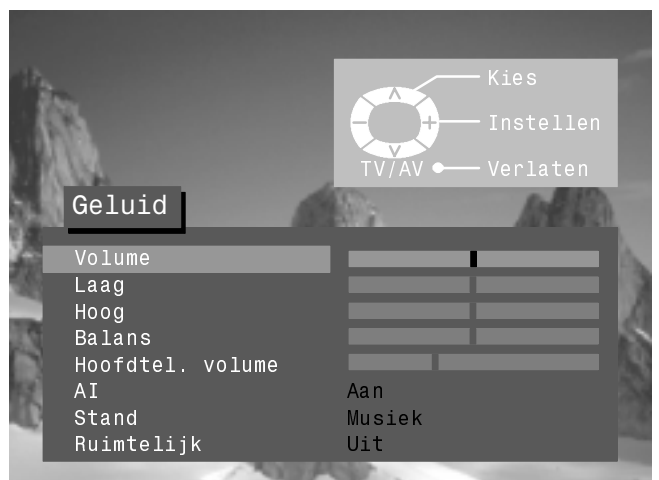 Kies
Instellen
TV/AV Verlaten
Geluid
Volume
Laag
Hoog
Balans
Hoofdtel. volume
AI Aan
Stand Musiek
Ruimtelijk Uit